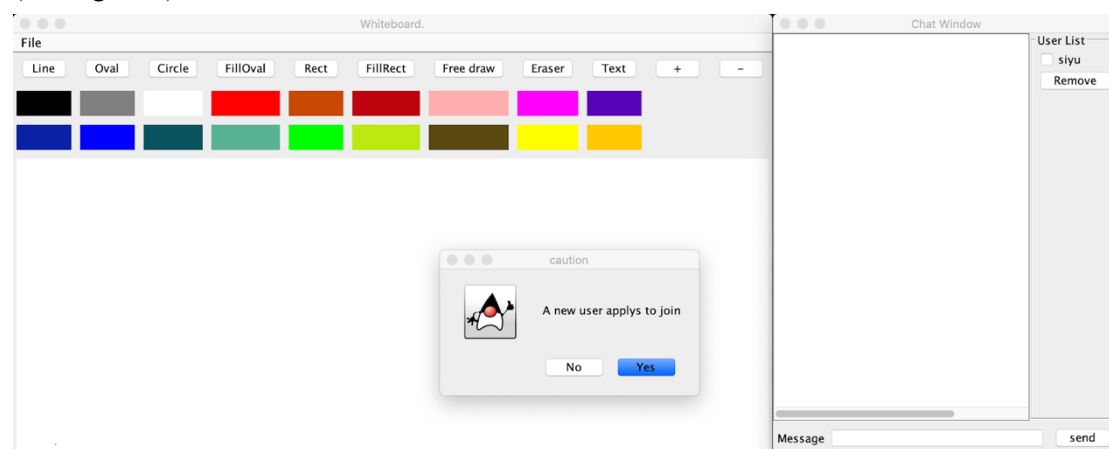 Whiteboard.
File
Line Oval Circle FillOval Rect FillRect Free draw Eraser Text + -
caution
A new user applys to join
No Yes
Chat Window
User List
siyu
Remove
Message send